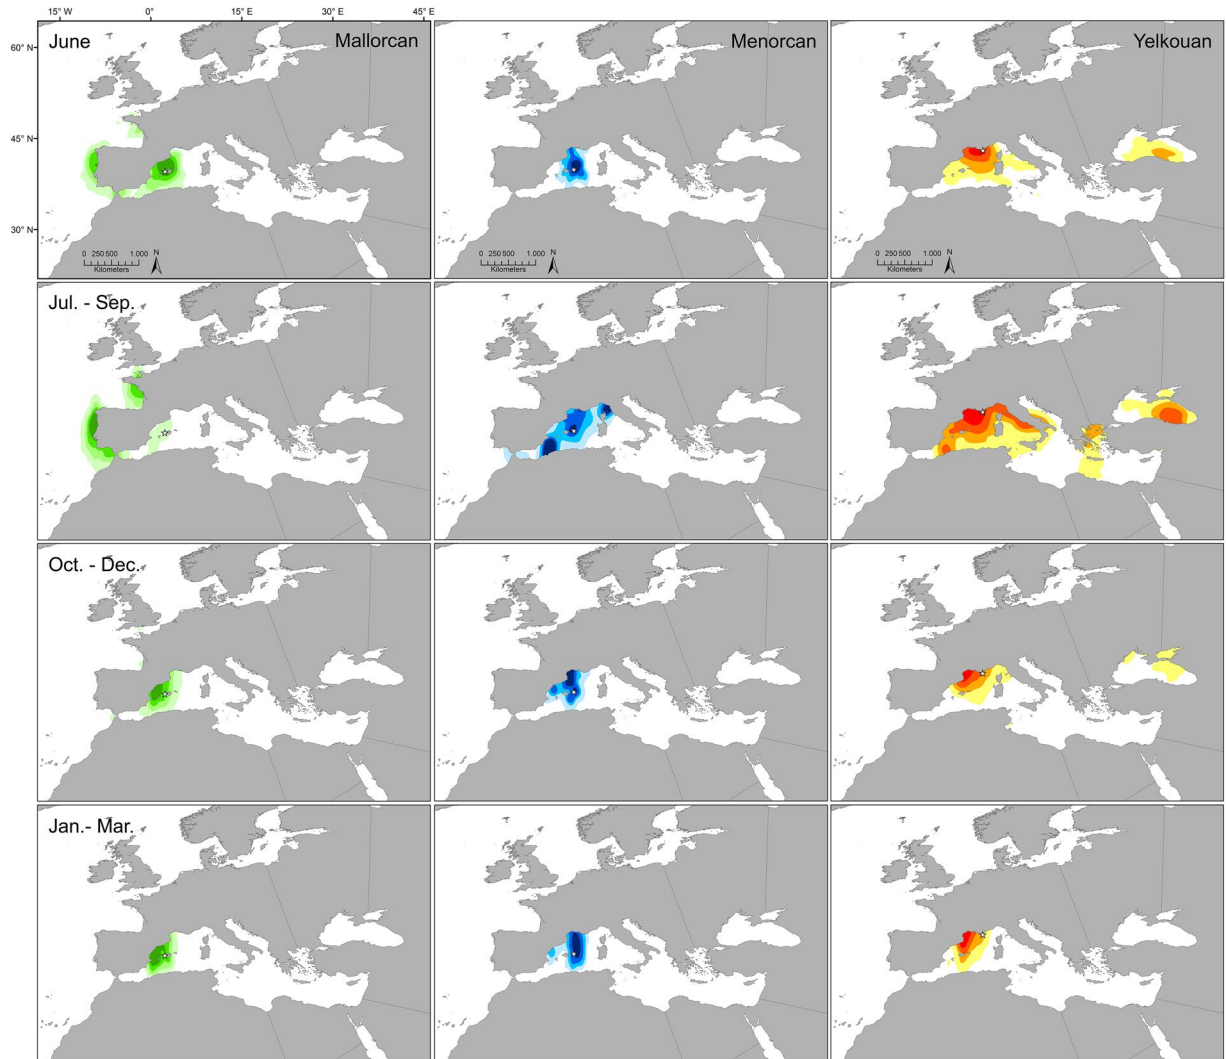 15° W 0° 15° E 30° E 45° E
60° N
45° N
30° N
June Mallorcan
0 250 500 1.000
Kilometers
N
Menorcan
0 250 500 1.000
Kilometers
N
Yelkouan
0 250 500 1.000
Kilometers
N
Jul. - Sep.
Oct. - Dec.
Jan.- Mar.